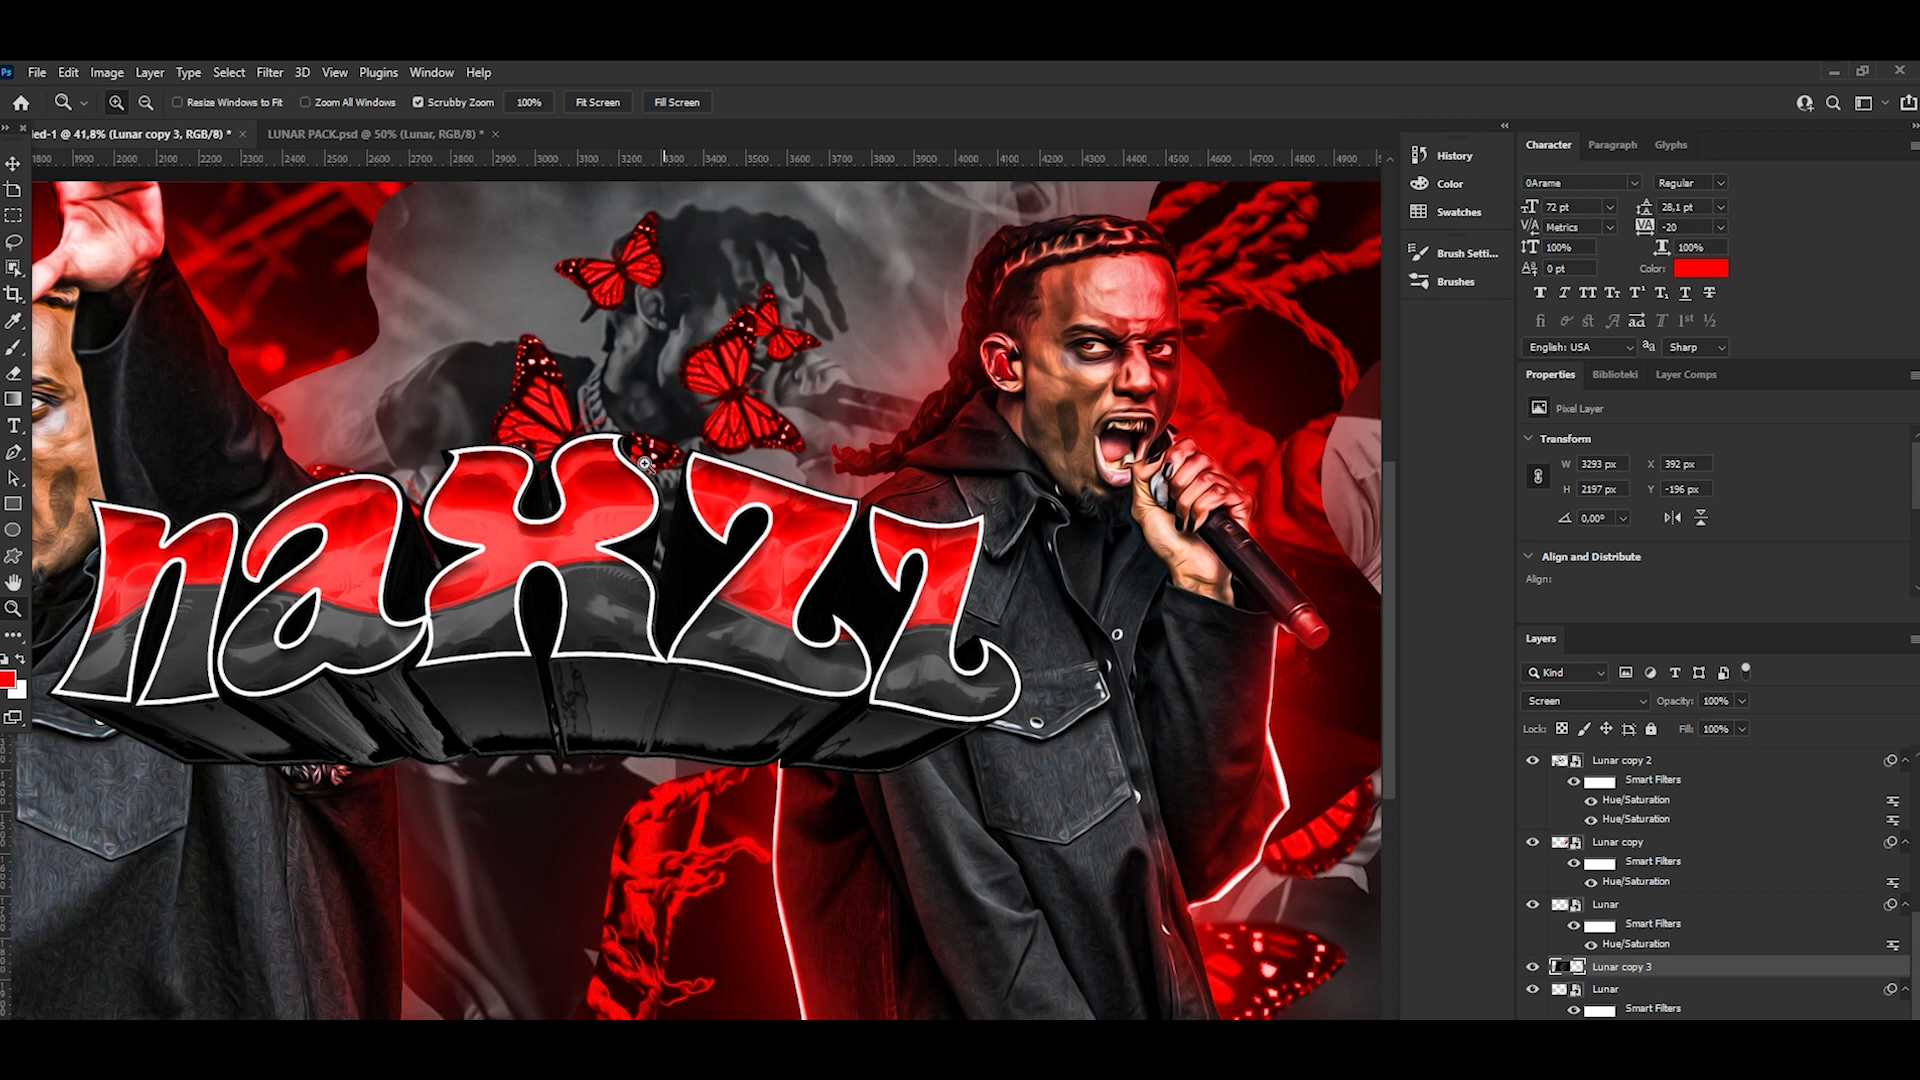 Ps File Edit Image Layer Type Select Filter 3D View Plugins Window Help
Resize Windows to Fit Zoom All Windows Scrubby Zoom 100% Fit Screen Fill Screen
led-1 @ 41,8% (Lunar copy 3, RGB/8) * × LUNAR PACK.psd @ 50% (Lunar, RGB/8) * ×
1800 1900 2000 2100 2200 2300 2400 2500 2600 2700 2800 2900 3000 3100 3200 3300 3400 3500 3600 3700 3800 3900 4000 4100 4200 4300 4400 4500 4600 4700 4800 4900
History
Color
Swatches
Brush Setti...
Brushes
Character Paragraph Glyphs
0Arame Regular
72 pt 28,1 pt
Metrics -20
100% 100%
0 pt Color:
T T TT Tт T¹ T₁ T T
fi st A aa T 1st ½
English: USA aa Sharp
Properties Biblioteki Layer Comps
Pixel Layer
Transform
W 3293 px X 392 px
H 2197 px Y -196 px
0,00°
Align and Distribute
Align:
Layers
Kind
Screen Opacity: 100%
Lock: Fill: 100%
Lunar copy 2
Smart Filters
Hue/Saturation
Hue/Saturation
Lunar copy
Smart Filters
Hue/Saturation
Lunar
Smart Filters
Hue/Saturation
Lunar copy 3
Lunar
Smart Filters
naxzz